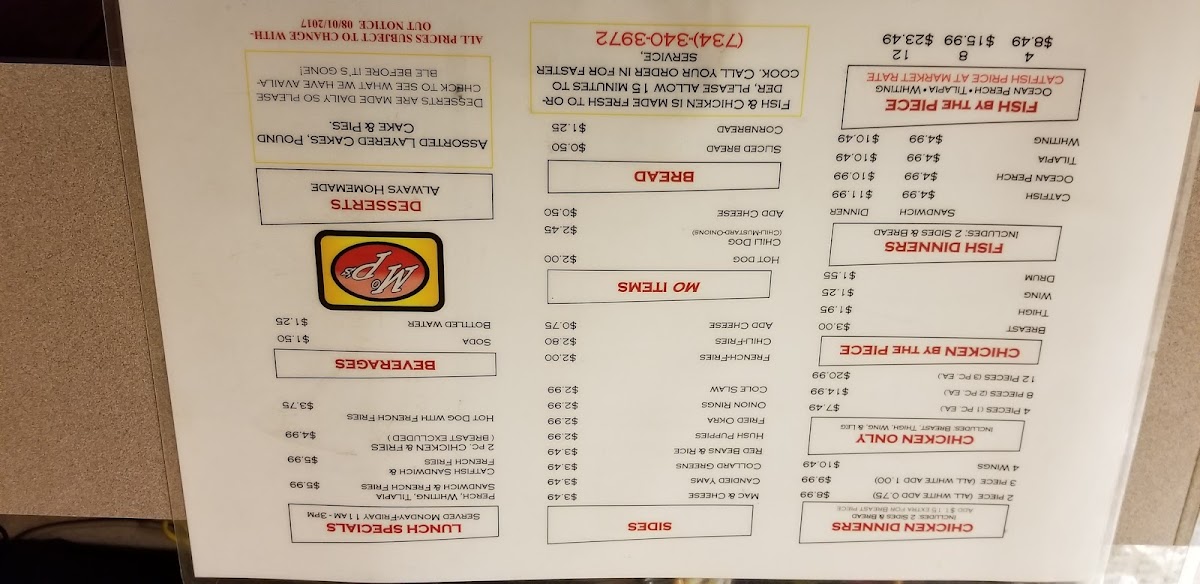 CHICKEN DINNERS
INCLUDES: 2 SIDES & BREAD
ADD $1.15 EXTRA FOR BREAST PIECE
2 PIECE (ALL WHITE ADD 0.75) $8.99
3 PIECE (ALL WHITE ADD 1.00) $9.99
4 WINGS $10.49
CHICKEN ONLY
INCLUDES: BREAST, THIGH, WING, & LEG
4 PIECES (1 PC. EA.) $7.49
8 PIECES (2 PC. EA.) $14.99
12 PIECES (3 PC. EA.) $20.99
CHICKEN BY THE PIECE
BREAST $3.00
THIGH $1.95
WING $1.25
DRUM $1.55
FISH DINNERS
INCLUDES: 2 SIDES & BREAD
SANDWICH DINNER
CATFISH $4.99 $11.99
OCEAN PERCH $4.99 $10.99
TILAPIA $4.99 $10.49
WHITING $4.99 $10.49
FISH BY THE PIECE
OCEAN PERCH • TILAPIA • WHITING
CATFISH PRICE AT MARKET RATE
4 8 12
$8.49 $15.99 $23.49
SIDES
MAC & CHEESE $3.49
CANDIED YAMS $3.49
COLLARD GREENS $3.49
RED BEANS & RICE $3.49
HUSH PUPPIES $2.99
FRIED OKRA $2.99
ONION RINGS $2.99
COLE SLAW $2.99
FRENCH-FRIES $2.00
CHILI-FRIES $2.80
ADD CHEESE $0.75
MO ITEMS
HOT DOG $2.00
CHILI DOG
(CHILI-MUSTARD-ONIONS) $2.45
ADD CHEESE $0.50
BREAD
SLICED BREAD $0.50
CORNBREAD $1.25
FISH & CHICKEN IS MADE FRESH TO OR-
DER. PLEASE ALLOW 15 MINUTES TO
COOK. CALL YOUR ORDER IN FOR FASTER
SERVICE,
(734)-340-3972
LUNCH SPECIALS
SERVED MONDAY-FRIDAY 11AM - 3PM
PERCH, WHITING, TILAPIA
SANDWICH & FRENCH FRIES $5.99
CATFISH SANDWICH &
FRENCH FRIES $5.99
2 PC. CHICKEN & FRIES
(BREAST EXCLUDED) $4.99
HOT DOG WITH FRENCH FRIES $3.75
BEVERAGES
SODA $1.50
BOTTLED WATER $1.25
Mo P's
DESSERTS
ALWAYS HOMEMADE
ASSORTED LAYERED CAKES, POUND
CAKE & PIES.
DESSERTS ARE MADE DAILY SO PLEASE
CHECK TO SEE WHAT WE HAVE AVAILA-
BLE BEFORE IT'S GONE!
ALL PRICES SUBJECT TO CHANGE WITH-
OUT NOTICE 08/01/2017